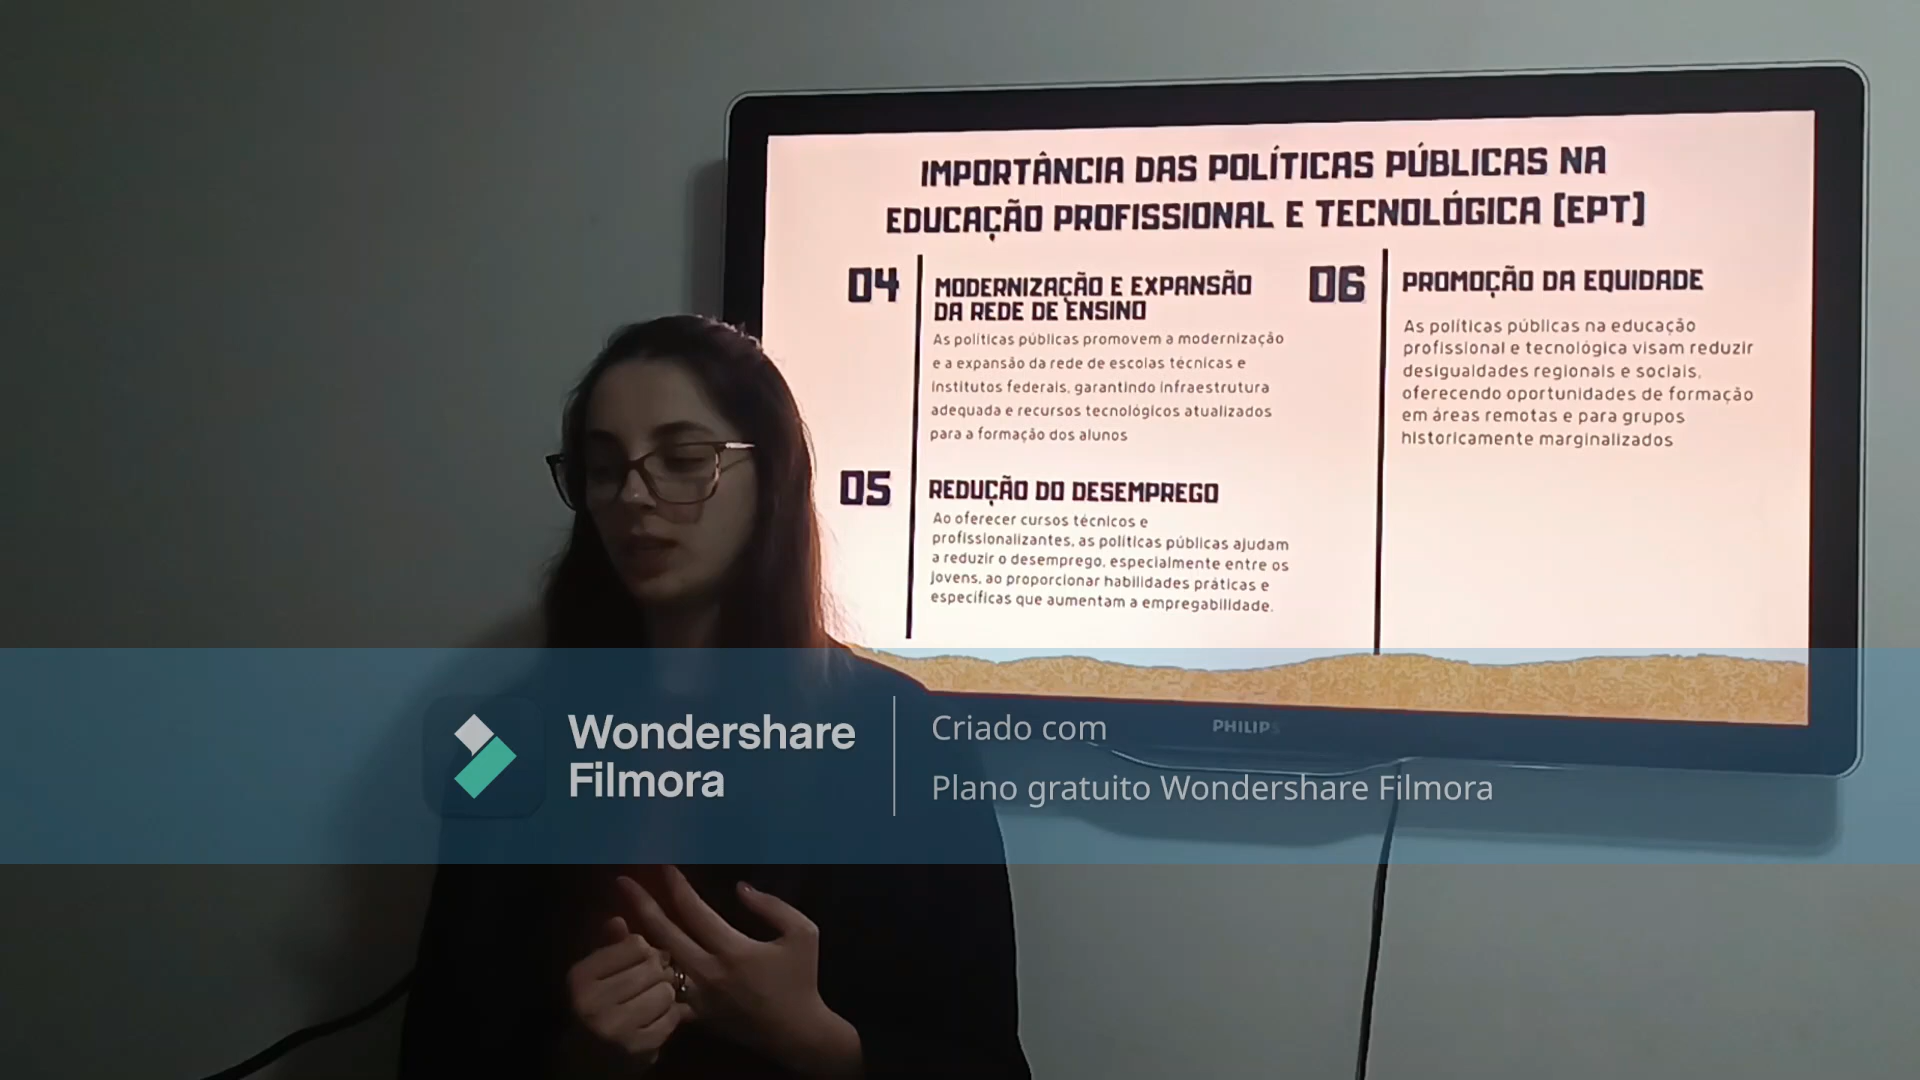 IMPORTÂNCIA DAS POLÍTICAS PÚBLICAS NA
EDUCAÇÃO PROFISSIONAL E TECNOLÓGICA [EPT]
04
MODERNIZAÇÃO E EXPANSÃO
DA REDE DE ENSINO
As políticas públicas promovem a modernização
e a expansão da rede de escolas técnicas e
institutos federais, garantindo infraestrutura
adequada e recursos tecnológicos atualizados
para a formação dos alunos
05
REDUÇÃO DO DESEMPREGO
Ao oferecer cursos técnicos e
profissionalizantes, as políticas públicas ajudam
a reduzir o desemprego, especialmente entre os
jovens, ao proporcionar habilidades práticas e
específicas que aumentam a empregabilidade.
06
PROMOÇÃO DA EQUIDADE
As políticas públicas na educação
profissional e tecnológica visam reduzir
desigualdades regionais e sociais,
oferecendo oportunidades de formação
em áreas remotas e para grupos
historicamente marginalizados
PHILIPS
Wondershare
Filmora
Criado com
Plano gratuito Wondershare Filmora